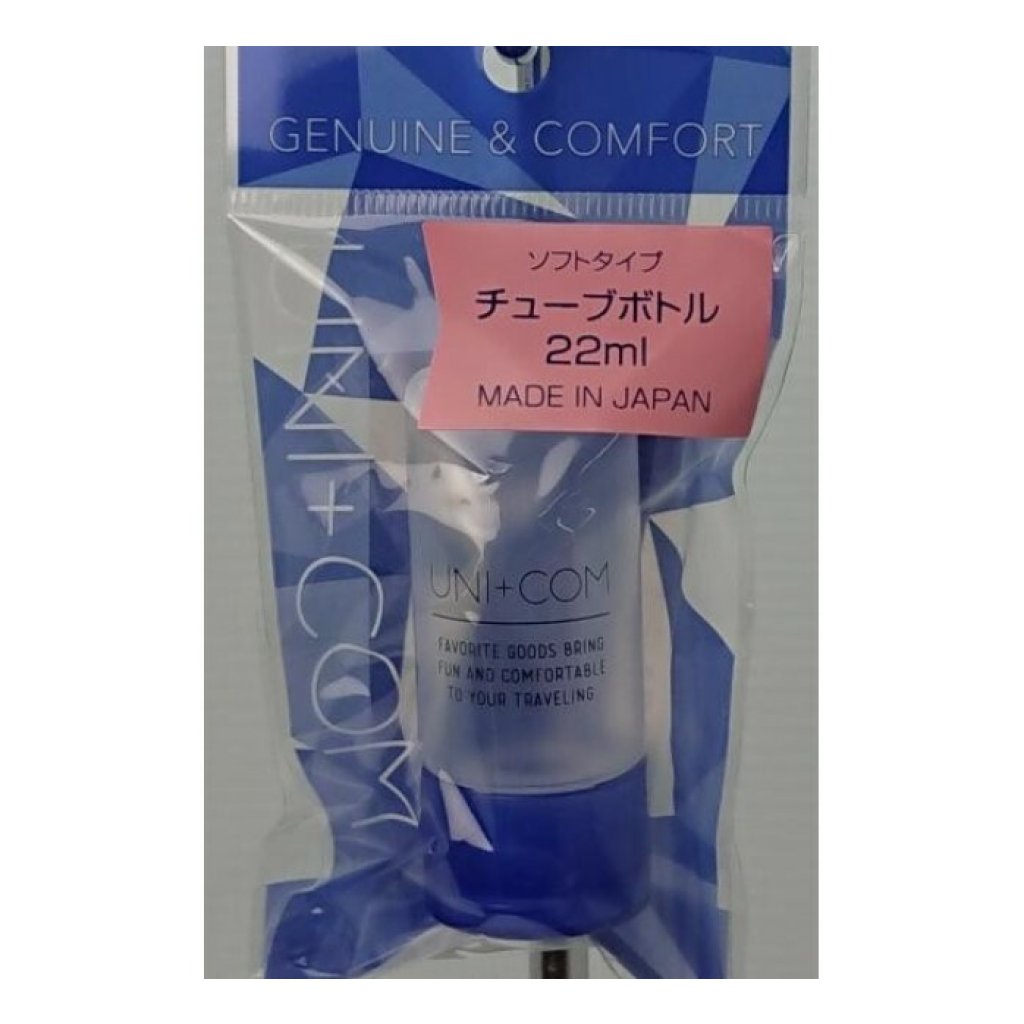 GENUINE & COMFORT
ソフトタイプ
チューブボトル
22ml
MADE IN JAPAN
UNI+COM
UNI+COM
FAVORITE GOODS BRING
FUN AND COMFORTABLE
TO YOUR TRAVELING